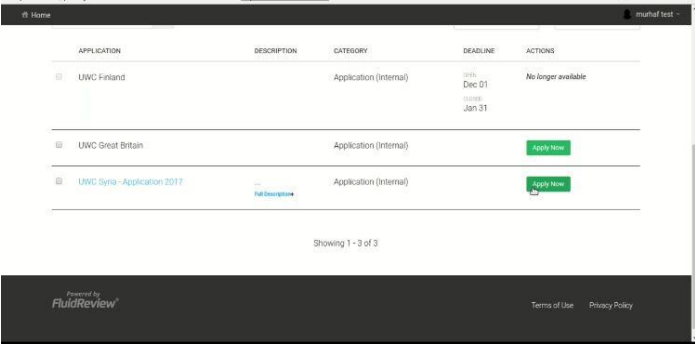 Home
murhaf test
APPLICATION DESCRIPTION CATEGORY DEADLINE ACTIONS
UWC Finland Application (Internal) OPEN No longer available
Dec 01
CLOSED
Jan 31
UWC Great Britain Application (Internal) Apply Now
UWC Syria - Application 2017 ... Application (Internal) Apply Now
Full Description
Showing 1 - 3 of 3
Powered by
FluidReview
Terms of Use Privacy Policy